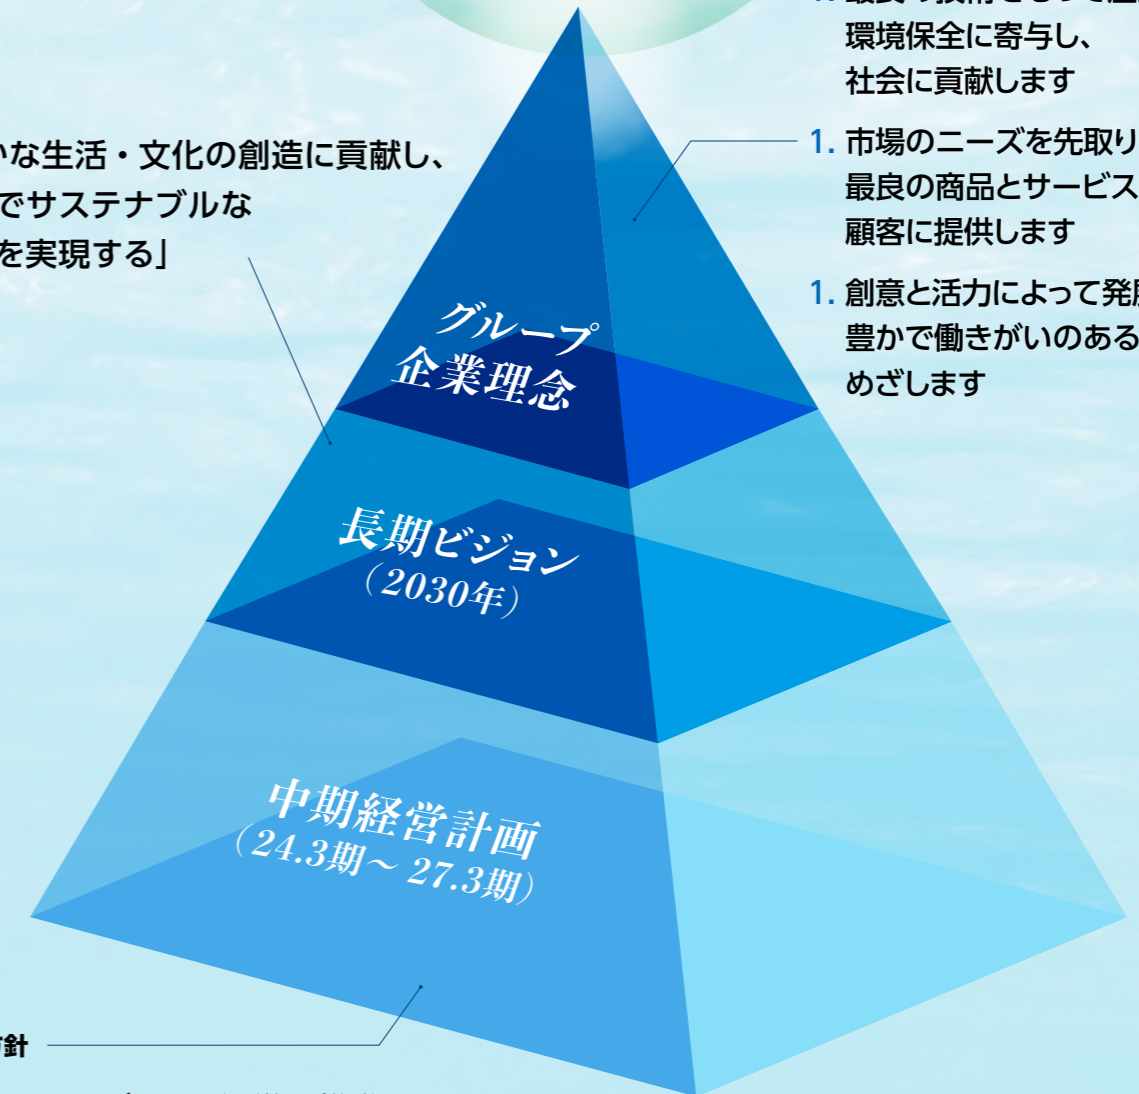 環境保全に寄与し、
社会に貢献します
かな生活・文化の創造に貢献し、
でサステナブルな
を実現する」
1. 市場のニーズを先取り
最良の商品とサービス
顧客に提供します
1. 創意と活力によって発展
豊かで働きがいのある
めざします
グループ
企業理念
長期ビジョン
（2030年）
中期経営計画
（24.3期～ 27.3期）
方針